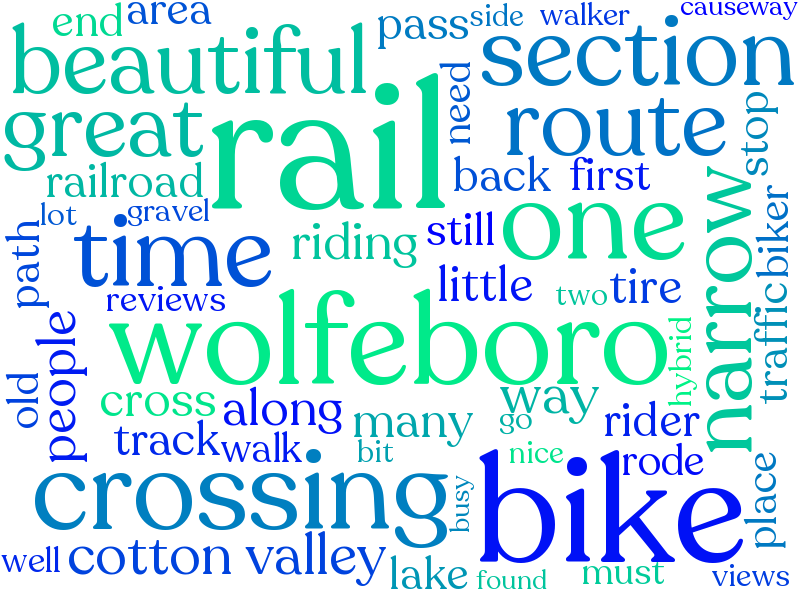 end
area
pass
side
walker
causeway
beautiful
section
great
rail
need
route
stop
railroad
back
first
lot
gravel
path
time
riding
still
one
narrow
biker
reviews
little
two
tire
traffic
wolfeboro
hybrid
old
people
cross
along
many
way
go
rider
track
walk
bit
nice
rode
crossing
busy
bike
place
well
cotton valley
lake
found
must
views